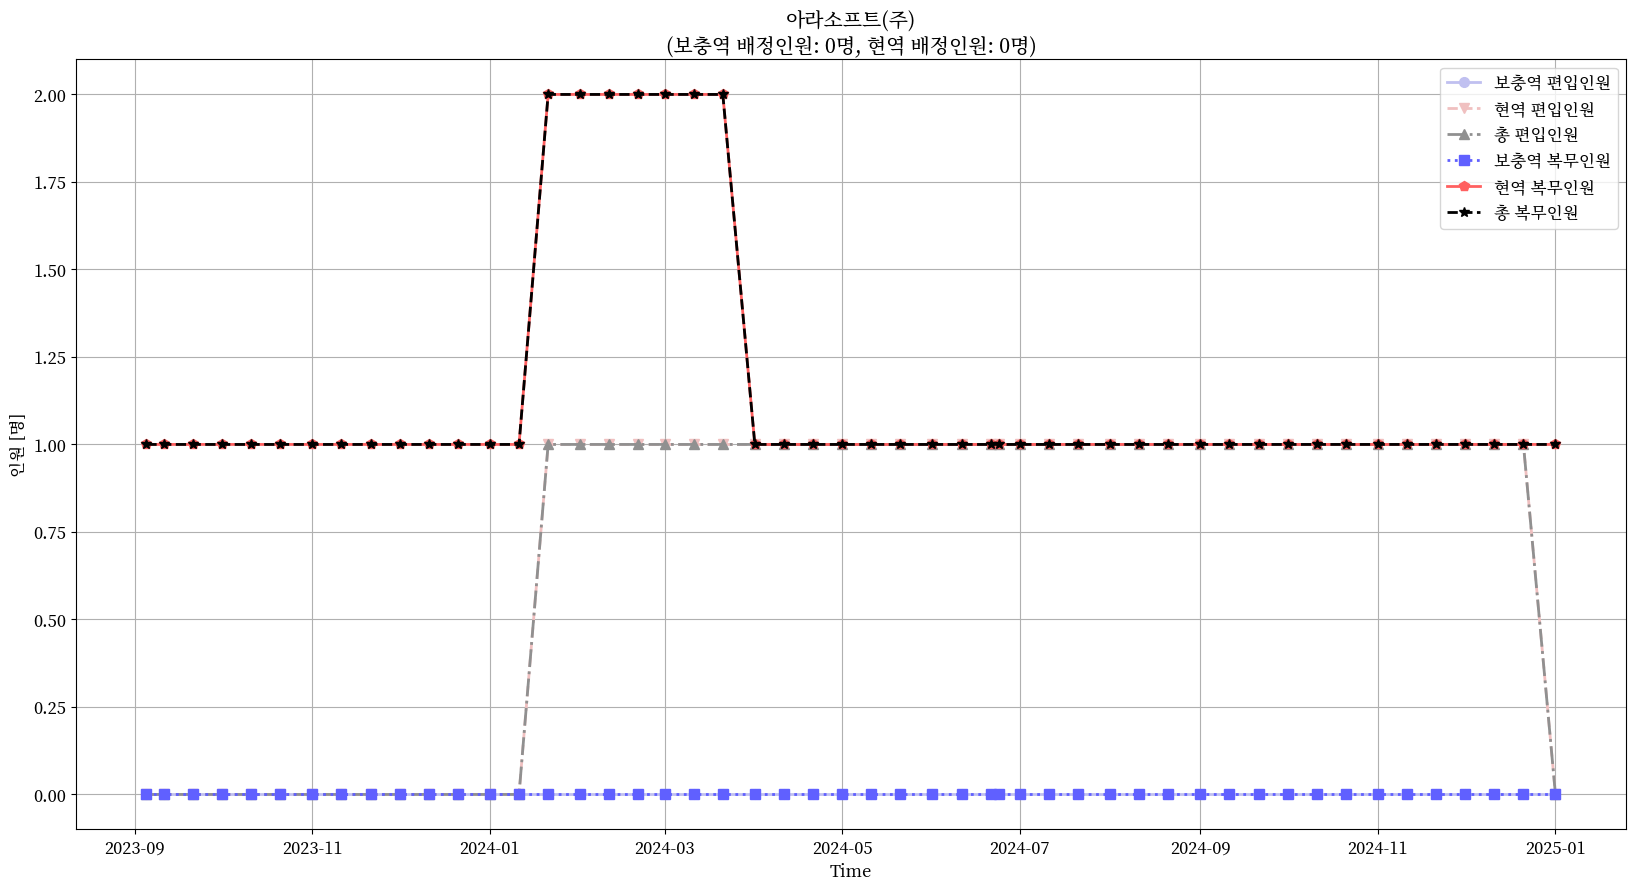 아라소프트(주)
(보충역 배정인원: 0명, 현역 배정인원: 0명)
보충역 편입인원
현역 편입인원
총 편입인원
보충역 복무인원
현역 복무인원
총 복무인원
인원 [명]
2.00
1.75
1.50
1.25
1.00
0.75
0.50
0.25
0.00
2023-09 2023-11 2024-01 2024-03 2024-05 2024-07 2024-09 2024-11 2025-01
Time